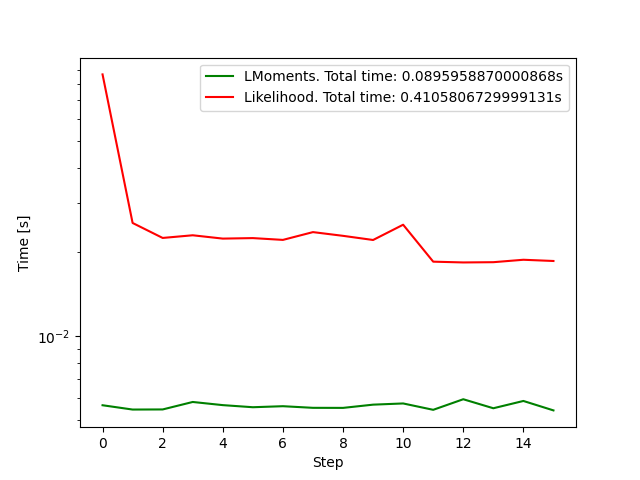 LMoments. Total time: 0.0895958870000868s
Likelihood. Total time: 0.4105806729999131s
Time [s]
10⁻²
0 2 4 6 8 10 12 14
Step